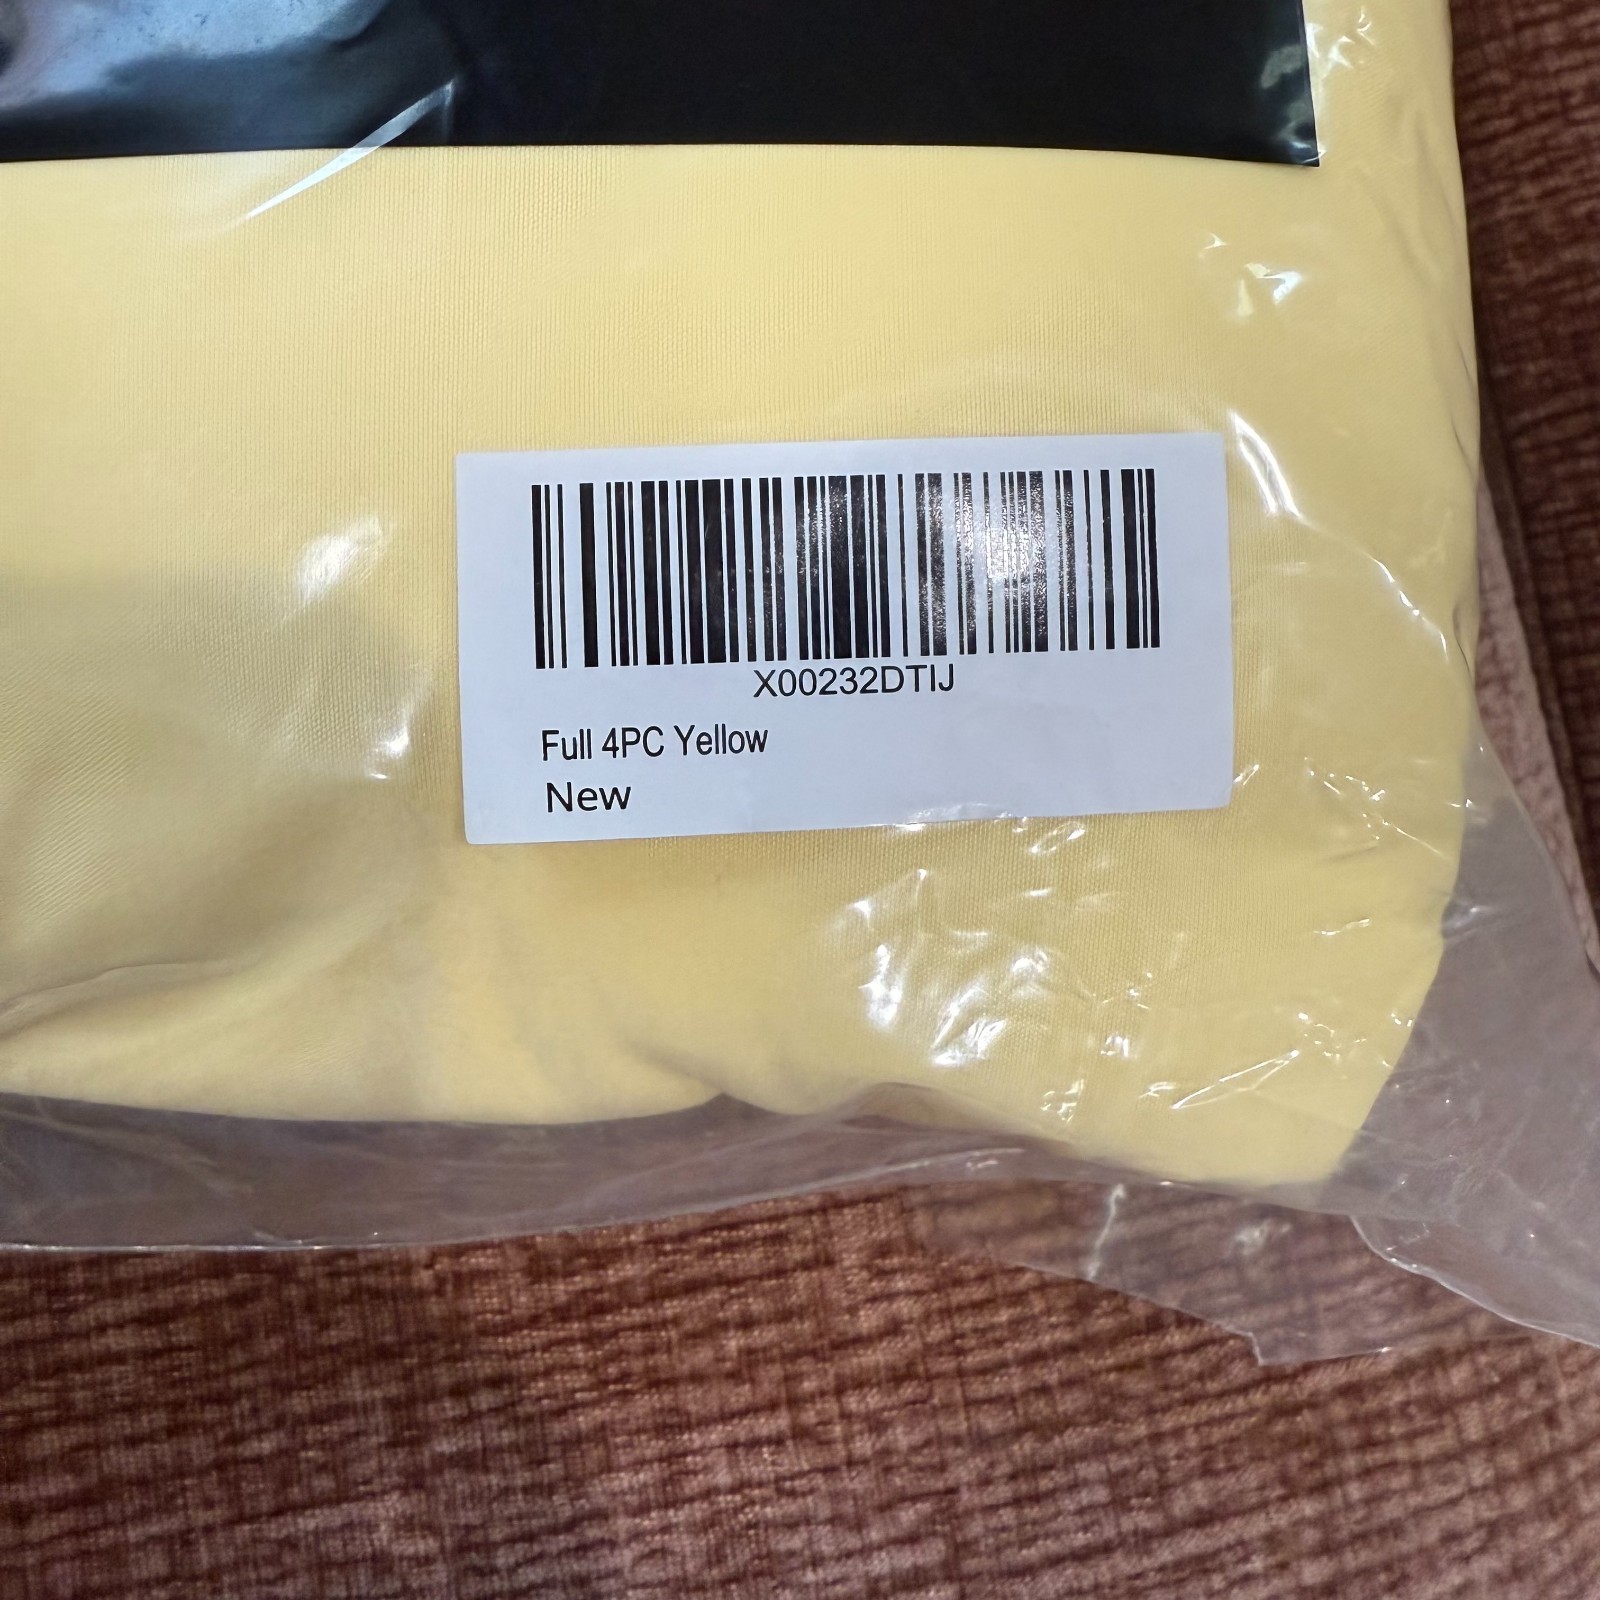 X00232DTIJ
Full 4PC Yellow
New